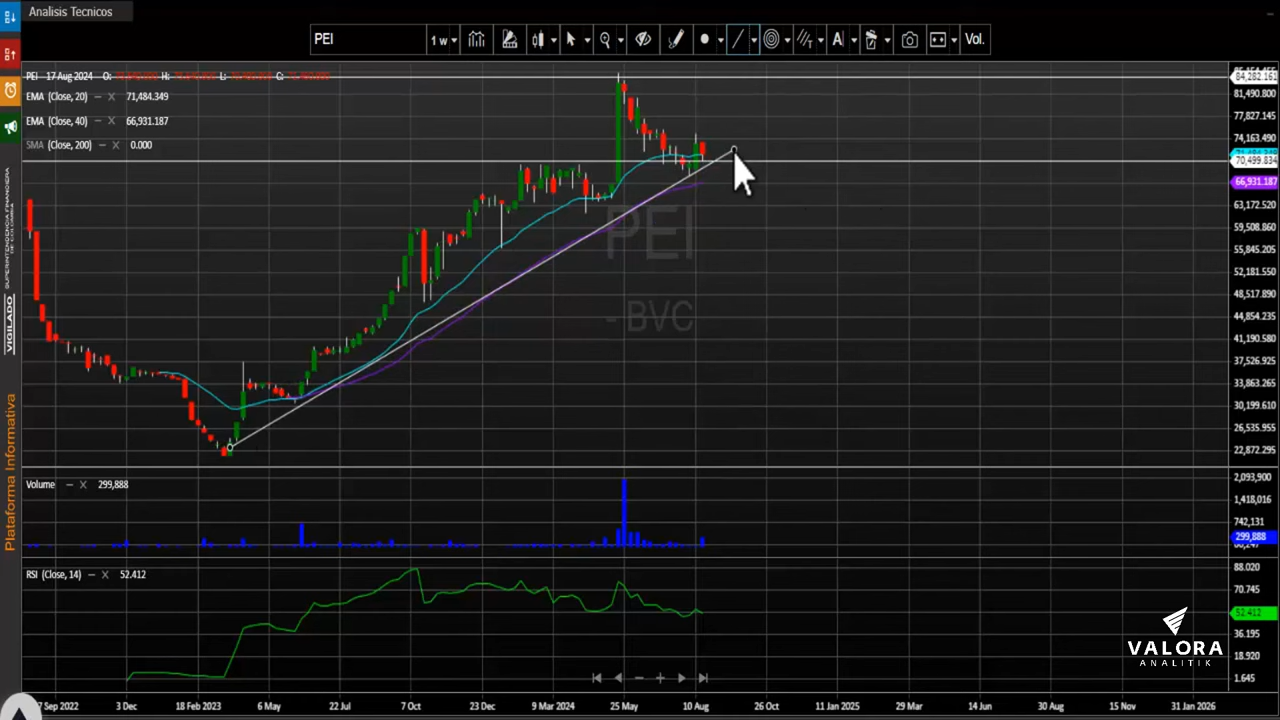 Analisis Tecnicos
PEI
1 w
A
Vol.
PEI 17 Aug 2024 O: H: L: C:
EMA (Close, 20) – X 71,484.349
EMA (Close, 40) – X 66,931.187
SMA (Close, 200) – X 0.000
84,282.161
81,490.800
77,827.145
74,163.490
70,499.834
66,931.187
63,172.520
59,508.860
55,845.205
52,181.550
48,517.890
44,854.235
41,190.580
37,526.925
33,863.265
30,199.610
26,535.955
22,872.295
PEI
- BVC
Volume – X 299,888
2,093,900
1,418,016
742,131
299,888
RSI (Close, 14) – X 52.412
88.020
70.745
52.412
36.195
18.920
1.645
VALORA
ANALITIK
Sep 2022
3 Dec
18 Feb 2023
6 May
22 Jul
7 Oct
23 Dec
9 Mar 2024
25 May
10 Aug
26 Oct
11 Jan 2025
29 Mar
14 Jun
30 Aug
15 Nov
31 Jan 2026
VIGILADO
SUPERINTENDENCIA FINANCIERA
DE COLOMBIA
Plataforma Informativa